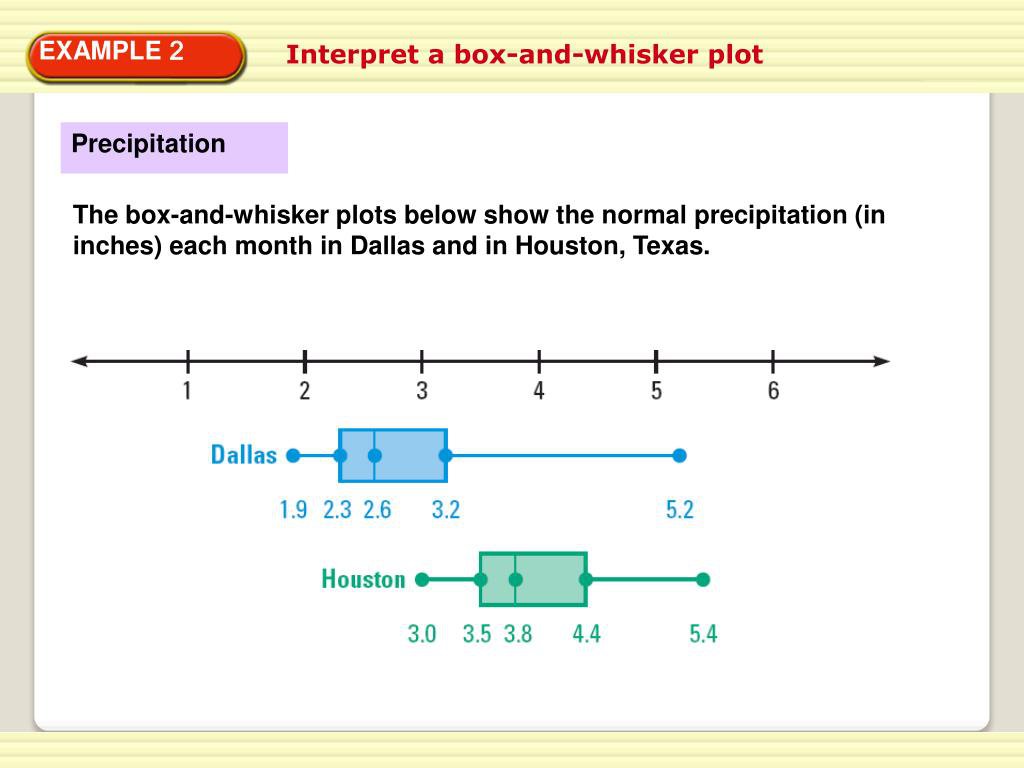 EXAMPLE 2
Interpret a box-and-whisker plot
Precipitation
The box-and-whisker plots below show the normal precipitation (in
inches) each month in Dallas and in Houston, Texas.
1 2 3 4 5 6
Dallas
1.9 2.3 2.6 3.2 5.2
Houston
3.0 3.5 3.8 4.4 5.4